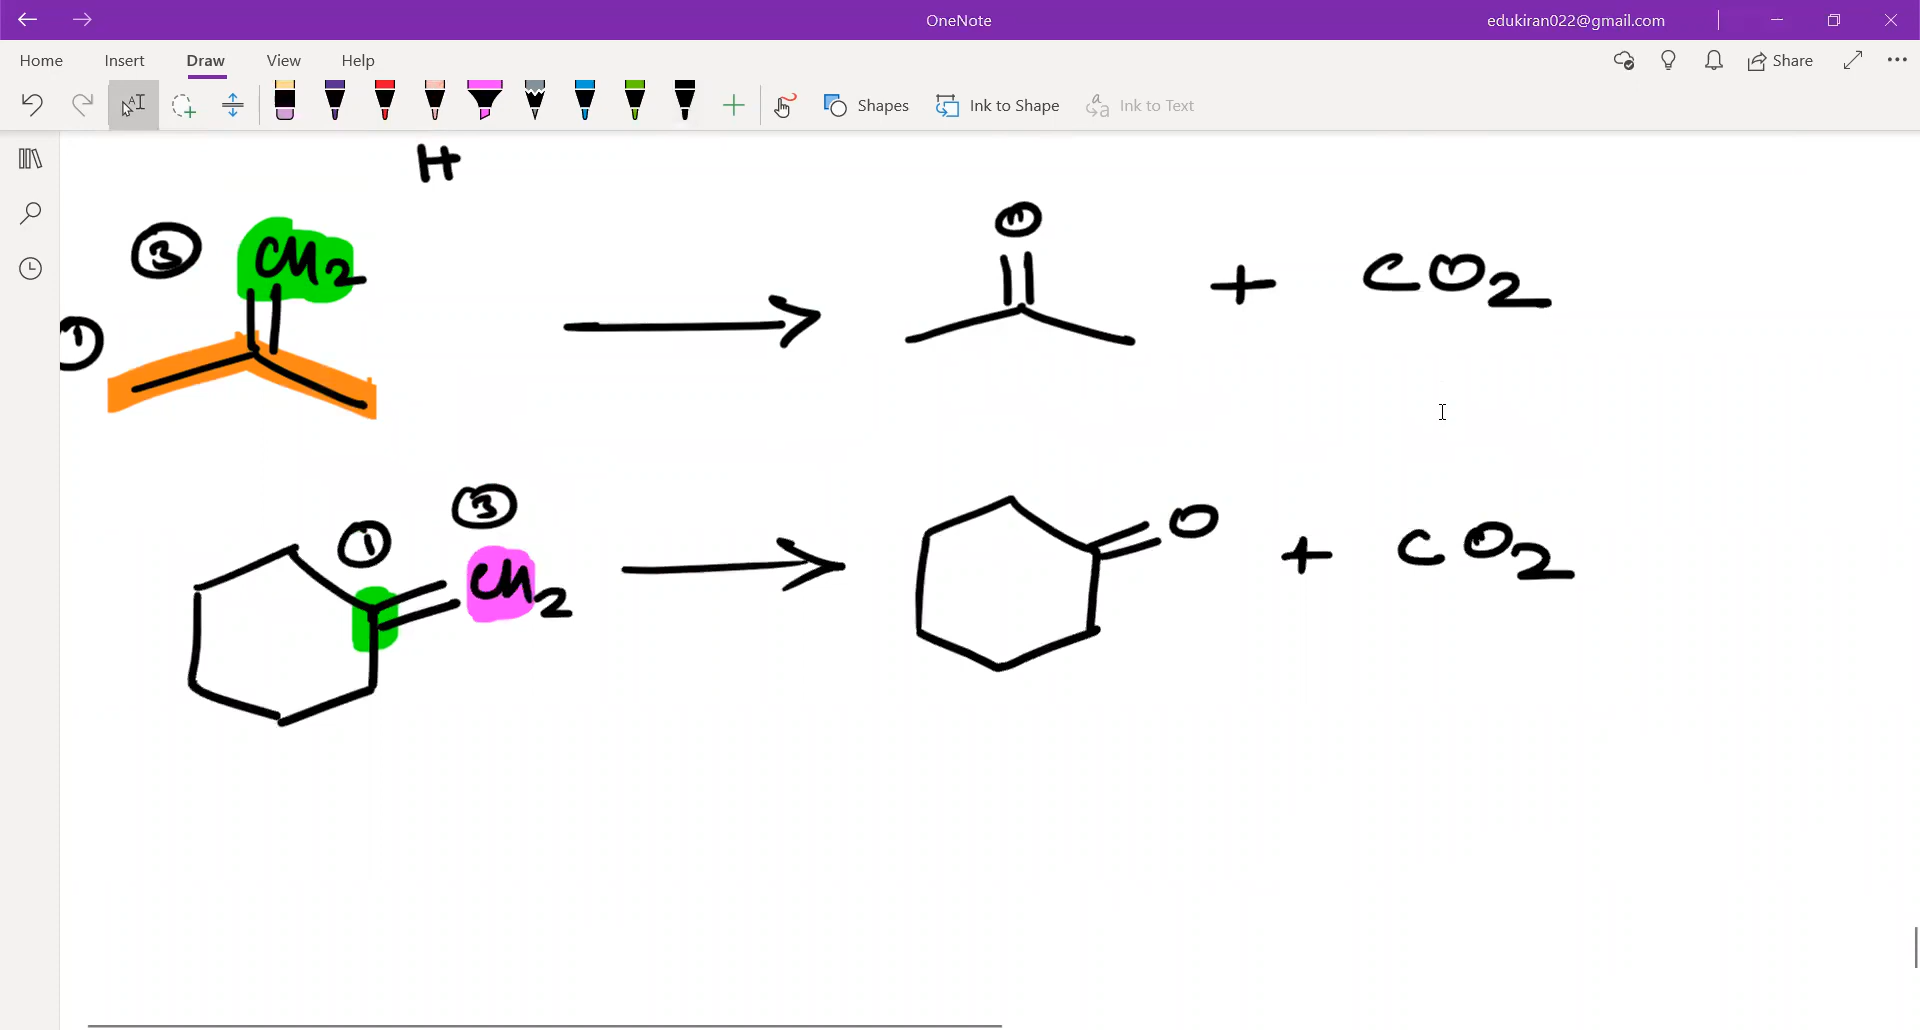 OneNote
edukiran022@gmail.com
Home Insert Draw View Help
Share
Shapes Ink to Shape Ink to Text
H
3 CH2
1
O
+ CO2
1 3
CH2
O
+ CO2